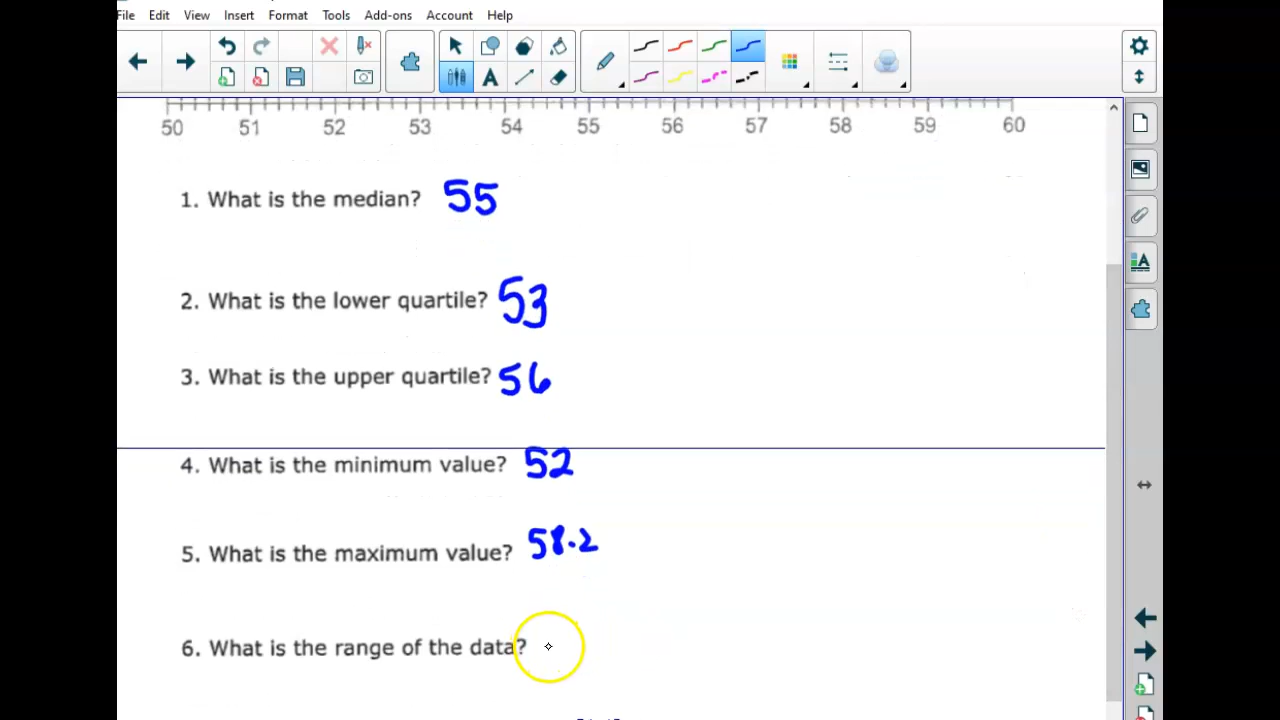 File Edit View Insert Format Tools Add-ons Account Help
50 51 52 53 54 55 56 57 58 59 60
1. What is the median? 55
2. What is the lower quartile? 53
3. What is the upper quartile? 56
4. What is the minimum value? 52
5. What is the maximum value? 58.2
6. What is the range of the data?